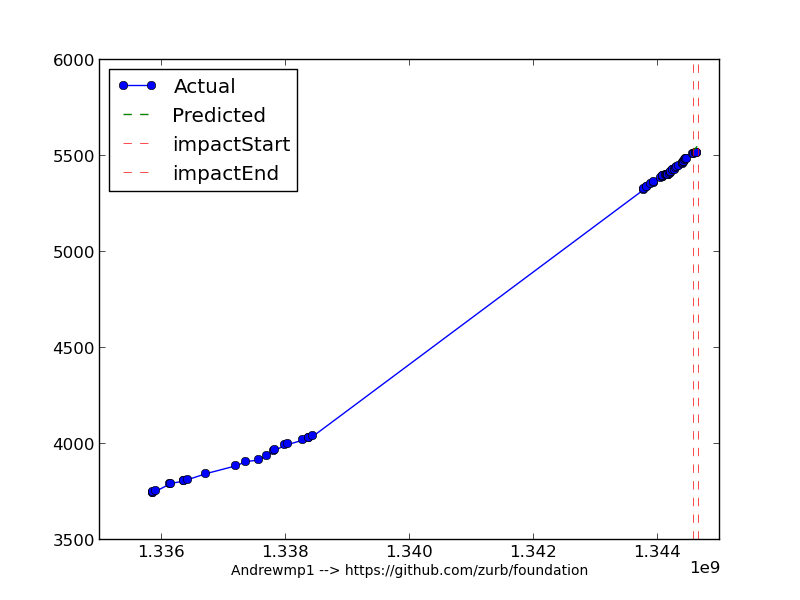 6000
5500
5000
4500
4000
3500
Actual
Predicted
impactStart
impactEnd
1.336 1.338 1.340 1.342 1.344
1e9
Andrewmp1 --> https://github.com/zurb/foundation